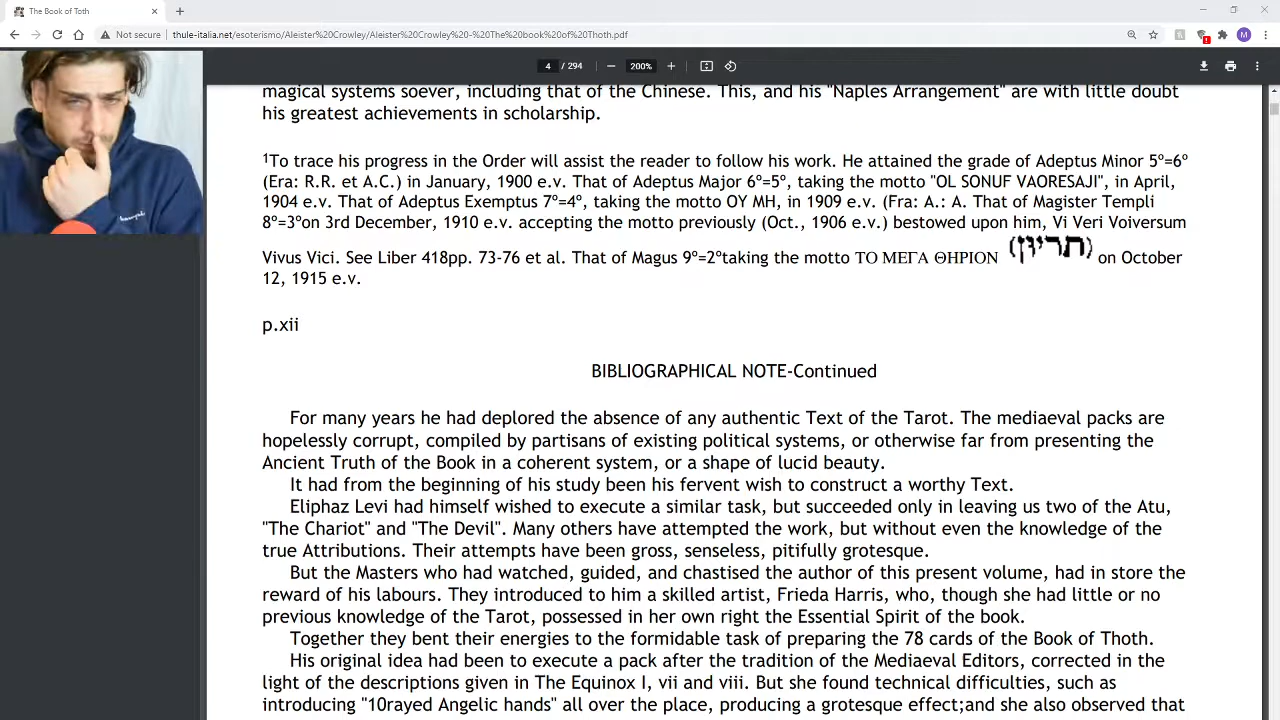 The Book of Toth
Not secure
thule-italia.net/esoterismo/Aleister%20Crowley/Aleister%20Crowley%20-%20The%20book%20of%20Thoth.pdf
M
4 / 294
200%
magical systems soever, including that of the Chinese. This, and his "Naples Arrangement" are with little doubt
his greatest achievements in scholarship.
¹To trace his progress in the Order will assist the reader to follow his work. He attained the grade of Adeptus Minor 5º=6º
(Era: R.R. et A.C.) in January, 1900 e.v. That of Adeptus Major 6º=5º, taking the motto "OL SONUF VAORESAJI", in April,
1904 e.v. That of Adeptus Exemptus 7º=4º, taking the motto OY MH, in 1909 e.v. (Fra: A.: A. That of Magister Templi
8º=3ºon 3rd December, 1910 e.v. accepting the motto previously (Oct., 1906 e.v.) bestowed upon him, Vi Veri Voiversum
Vivus Vici. See Liber 418pp. 73-76 et al. That of Magus 9º=2ºtaking the motto ΤΟ ΜΕΓΑ ΘΗΡΙΟΝ (תריון) on October
12, 1915 e.v.
p.xii
BIBLIOGRAPHICAL NOTE-Continued
For many years he had deplored the absence of any authentic Text of the Tarot. The mediaeval packs are
hopelessly corrupt, compiled by partisans of existing political systems, or otherwise far from presenting the
Ancient Truth of the Book in a coherent system, or a shape of lucid beauty.
It had from the beginning of his study been his fervent wish to construct a worthy Text.
Eliphaz Levi had himself wished to execute a similar task, but succeeded only in leaving us two of the Atu,
"The Chariot" and "The Devil". Many others have attempted the work, but without even the knowledge of the
true Attributions. Their attempts have been gross, senseless, pitifully grotesque.
But the Masters who had watched, guided, and chastised the author of this present volume, had in store the
reward of his labours. They introduced to him a skilled artist, Frieda Harris, who, though she had little or no
previous knowledge of the Tarot, possessed in her own right the Essential Spirit of the book.
Together they bent their energies to the formidable task of preparing the 78 cards of the Book of Thoth.
His original idea had been to execute a pack after the tradition of the Mediaeval Editors, corrected in the
light of the descriptions given in The Equinox I, vii and viii. But she found technical difficulties, such as
introducing "10rayed Angelic hands" all over the place, producing a grotesque effect;and she also observed that